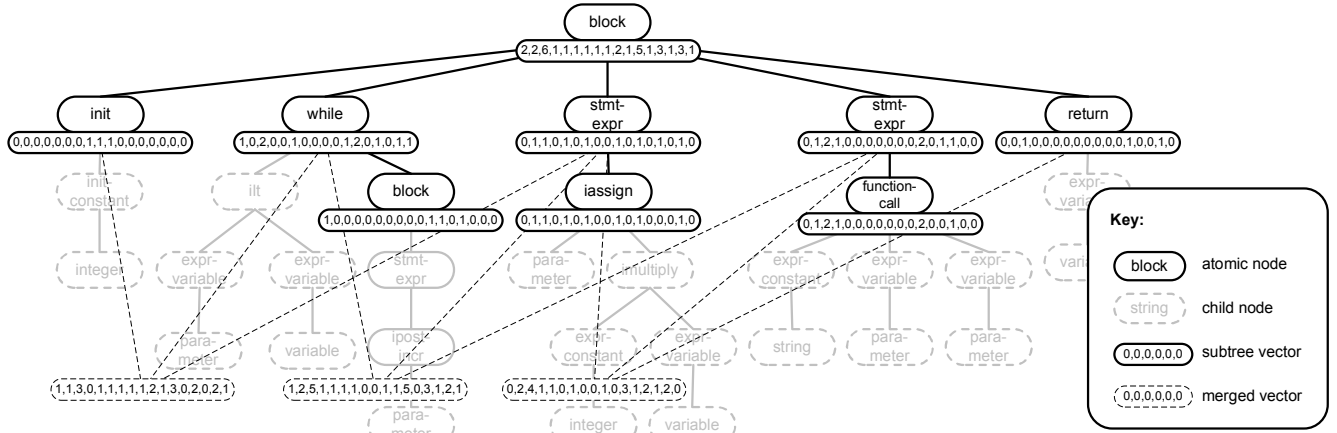 block
2,2,6,1,1,1,1,1,1,2,1,5,1,3,1,3,1
init
while
stmt-
expr
stmt-
expr
return
0,0,0,0,0,0,0,1,1,1,0,0,0,0,0,0,0
1,0,2,0,0,1,0,0,0,0,1,2,0,1,0,1,1
0,1,1,1,0,1,0,1,0,0,1,0,1,0,1,0,1,0
0,1,2,1,0,0,0,0,0,0,0,2,0,1,1,0,0
0,0,1,0,0,0,0,0,0,0,0,1,0,0,1,0
init-
constant
ilt
block
iassign
function-
call
expr-
1,0,0,0,0,0,0,0,0,0,0,1,1,0,1,0,0,0
0,1,1,1,0,1,0,1,0,0,1,0,1,0,0,0,1,0
0,1,2,1,0,0,0,0,0,0,0,2,0,0,1,0,0
integer
expr-
variable
expr-
variable
stmt-
expr
para-
meter
imultiply
expr-
constant
expr-
variable
expr-
variable
para-
meter
variable
ipost-
incr
expr-
constant
expr-
variable
string
para-
meter
para-
meter
1,1,3,0,1,1,1,1,1,1,2,1,3,0,2,0,2,1
1,2,5,1,1,1,1,0,0,1,1,5,0,3,1,2,1
0,2,4,1,1,0,1,0,0,1,0,3,1,2,1,2,0
para-
meter
integer
variable
Key:
block
atomic node
string
child node
0,0,0,0,0,0
subtree vector
0,0,0,0,0,0
merged vector